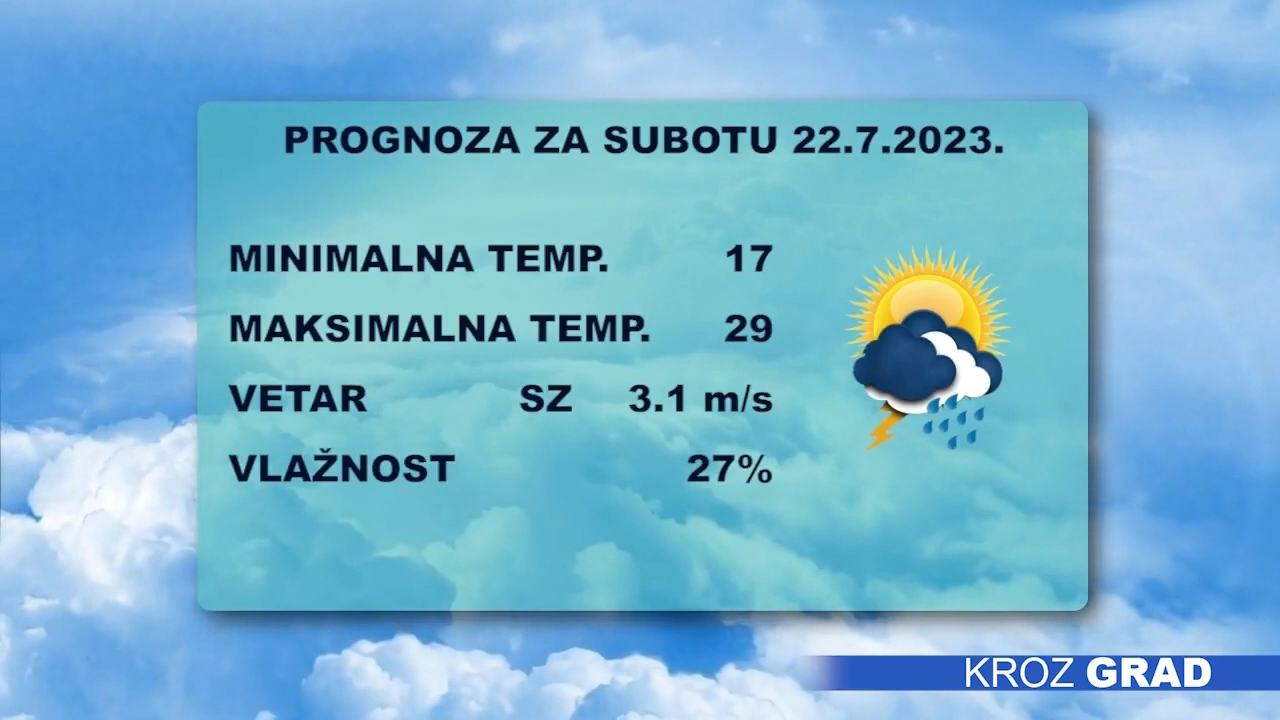 PROGNOZA ZA SUBOTU 22.7.2023.
MINIMALNA TEMP. 17
MAKSIMALNA TEMP. 29
VETAR SZ 3.1 m/s
VLAŽNOST 27%
KROZ GRAD